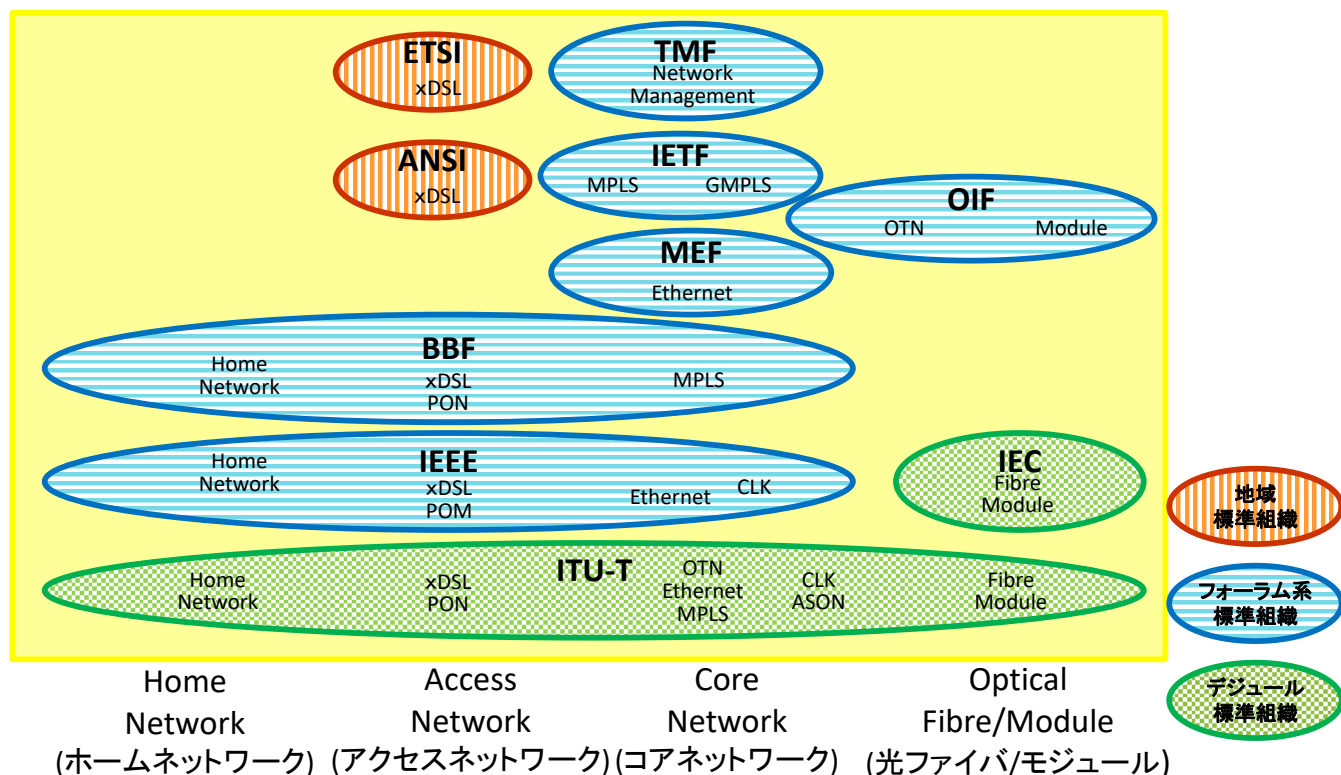 ETSI
xDSL
TMF
Network
Management
ANSI
xDSL
IETF
MPLS GMPLS
OIF
OTN Module
MEF
Ethernet
BBF
Home
Network
xDSL
PON
MPLS
IEEE
Home
Network
xDSL
POM
Ethernet
CLK
IEC
Fibre
Module
ITU-T
Home
Network
xDSL
PON
OTN
Ethernet
MPLS
CLK
ASON
Fibre
Module
地域
標準組織
フォーラム系
標準組織
デジュール
標準組織
Home
Network
(ホームネットワーク)
Access
Network
(アクセスネットワーク)
Core
Network
(コアネットワーク)
Optical
Fibre/Module
(光ファイバ/モジュール)